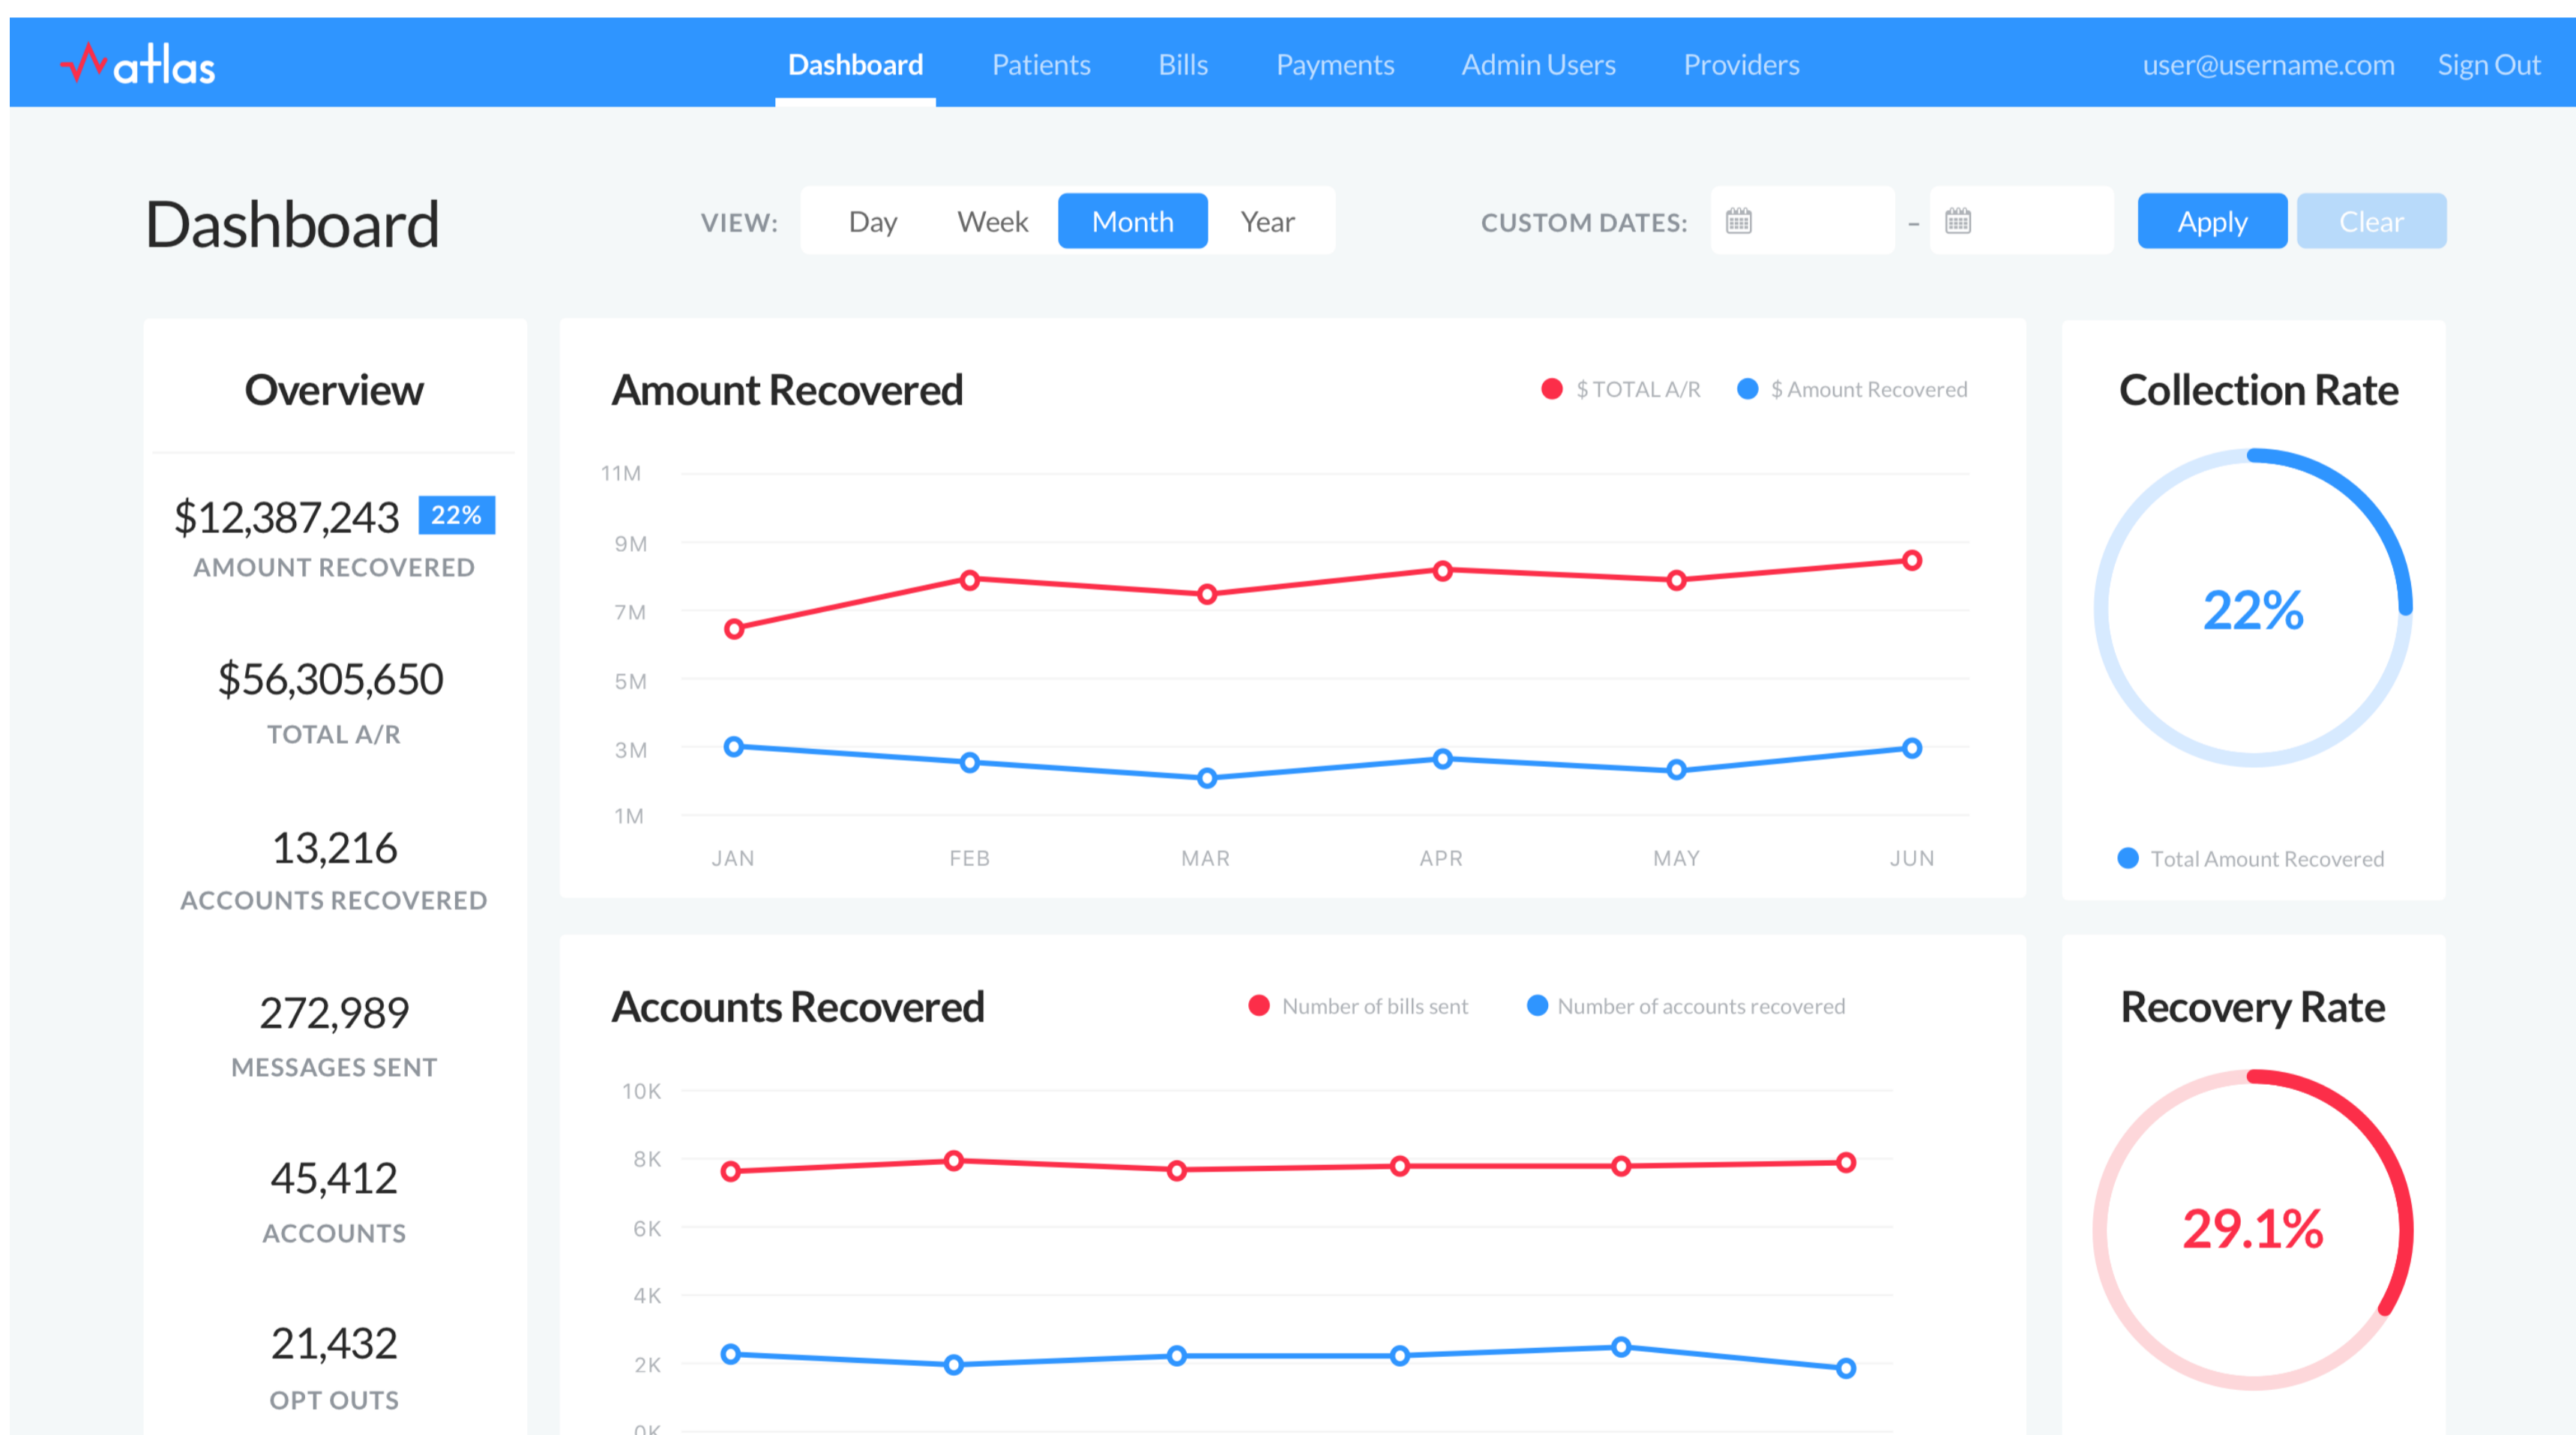 atlas
Dashboard Patients Bills Payments Admin Users Providers user@username.com Sign Out
Dashboard
VIEW: Day Week Month Year
CUSTOM DATES: – Apply Clear
Overview
$12,387,243 22%
AMOUNT RECOVERED
$56,305,650
TOTAL A/R
13,216
ACCOUNTS RECOVERED
272,989
MESSAGES SENT
45,412
ACCOUNTS
21,432
OPT OUTS
Amount Recovered
$ TOTAL A/R $ Amount Recovered
11M
9M
7M
5M
3M
1M
JAN FEB MAR APR MAY JUN
Collection Rate
22%
Total Amount Recovered
Accounts Recovered
Number of bills sent Number of accounts recovered
10K
8K
6K
4K
2K
0K
Recovery Rate
29.1%